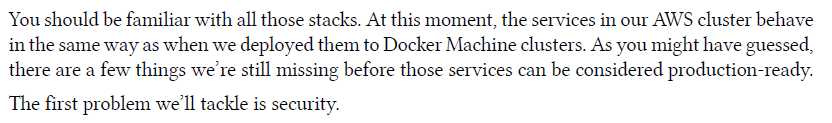 You should be familiar with all those stacks. At this moment, the services in our AWS cluster behave
in the same way as when we deployed them to Docker Machine clusters. As you might have guessed,
there are a few things we’re still missing before those services can be considered production-ready.
The first problem we’ll tackle is security.